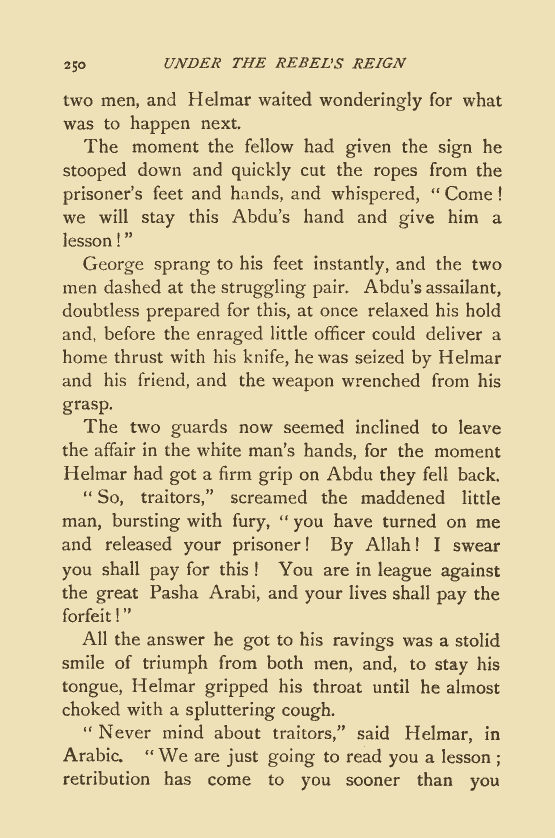 250 UNDER THE REBEL'S REIGN
two men, and Helmar waited wonderingly for what
was to happen next.
The moment the fellow had given the sign he
stooped down and quickly cut the ropes from the
prisoner's feet and hands, and whispered, "Come!
we will stay this Abdu's hand and give him a
lesson!"
George sprang to his feet instantly, and the two
men dashed at the struggling pair. Abdu's assailant,
doubtless prepared for this, at once relaxed his hold
and, before the enraged little officer could deliver a
home thrust with his knife, he was seized by Helmar
and his friend, and the weapon wrenched from his
grasp.
The two guards now seemed inclined to leave
the affair in the white man's hands, for the moment
Helmar had got a firm grip on Abdu they fell back.
"So, traitors," screamed the maddened little
man, bursting with fury, "you have turned on me
and released your prisoner! By Allah! I swear
you shall pay for this! You are in league against
the great Pasha Arabi, and your lives shall pay the
forfeit!"
All the answer he got to his ravings was a stolid
smile of triumph from both men, and, to stay his
tongue, Helmar gripped his throat until he almost
choked with a spluttering cough.
"Never mind about traitors," said Helmar, in
Arabic. "We are just going to read you a lesson;
retribution has come to you sooner than you